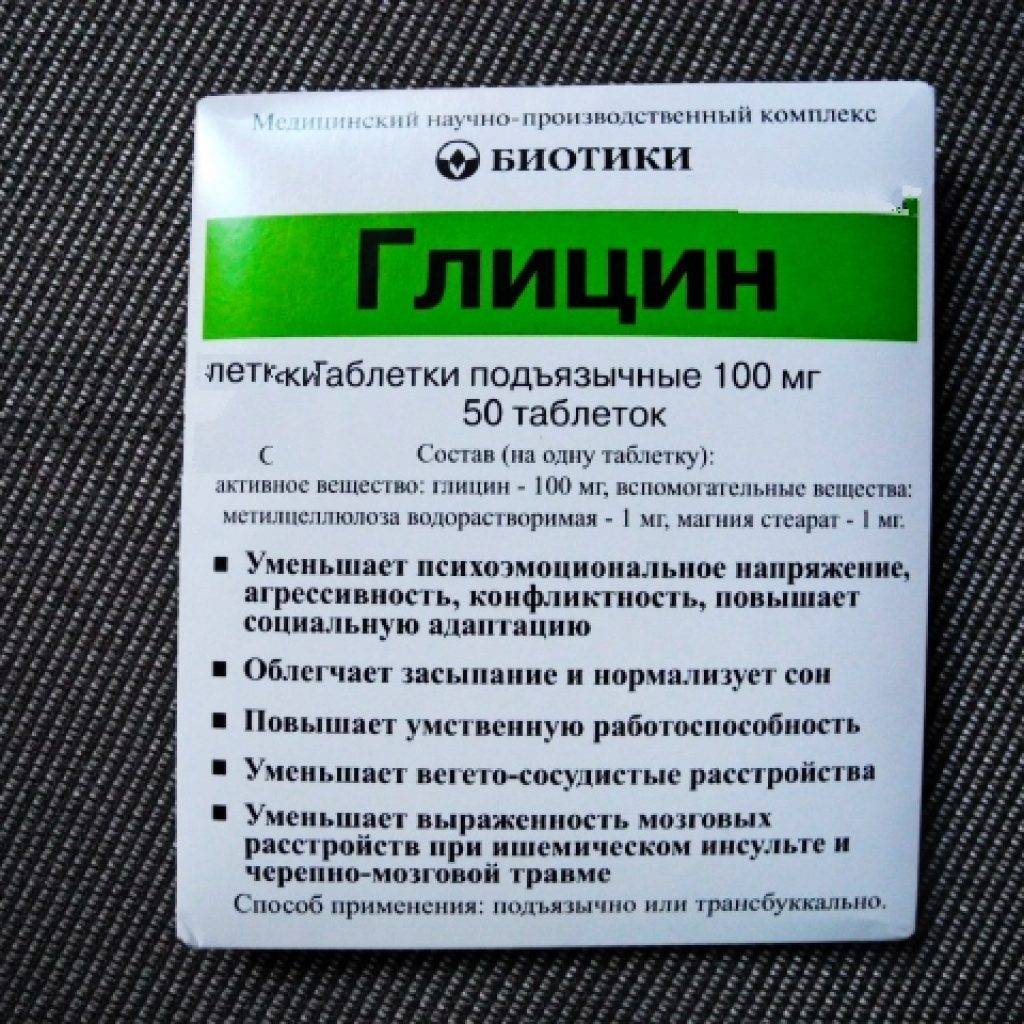 Медицинский научно-производственный комплекс
БИОТИКИ
Глицин
летк ки Таблетки подъязычные 100 мг
50 таблеток
С Состав (на одну таблетку):
активное вещество: глицин - 100 мг, вспомогательные вещества:
метилцеллюлоза водорастворимая - 1 мг, магния стеарат - 1 мг.
▪ Уменьшает психоэмоциональное напряжение,
агрессивность, конфликтность, повышает
социальную адаптацию
▪ Облегчает засыпание и нормализует сон
▪ Повышает умственную работоспособность
▪ Уменьшает вегето-сосудистые расстройства
▪ Уменьшает выраженность мозговых
расстройств при ишемическом инсульте и
черепно-мозговой травме
Способ применения: подъязычно или трансбуккально.